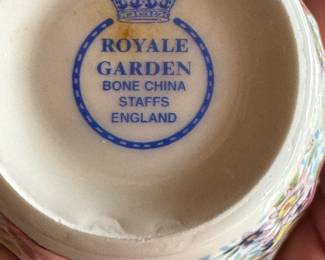 ROYALE
GARDEN
BONE CHINA
STAFFS
ENGLAND